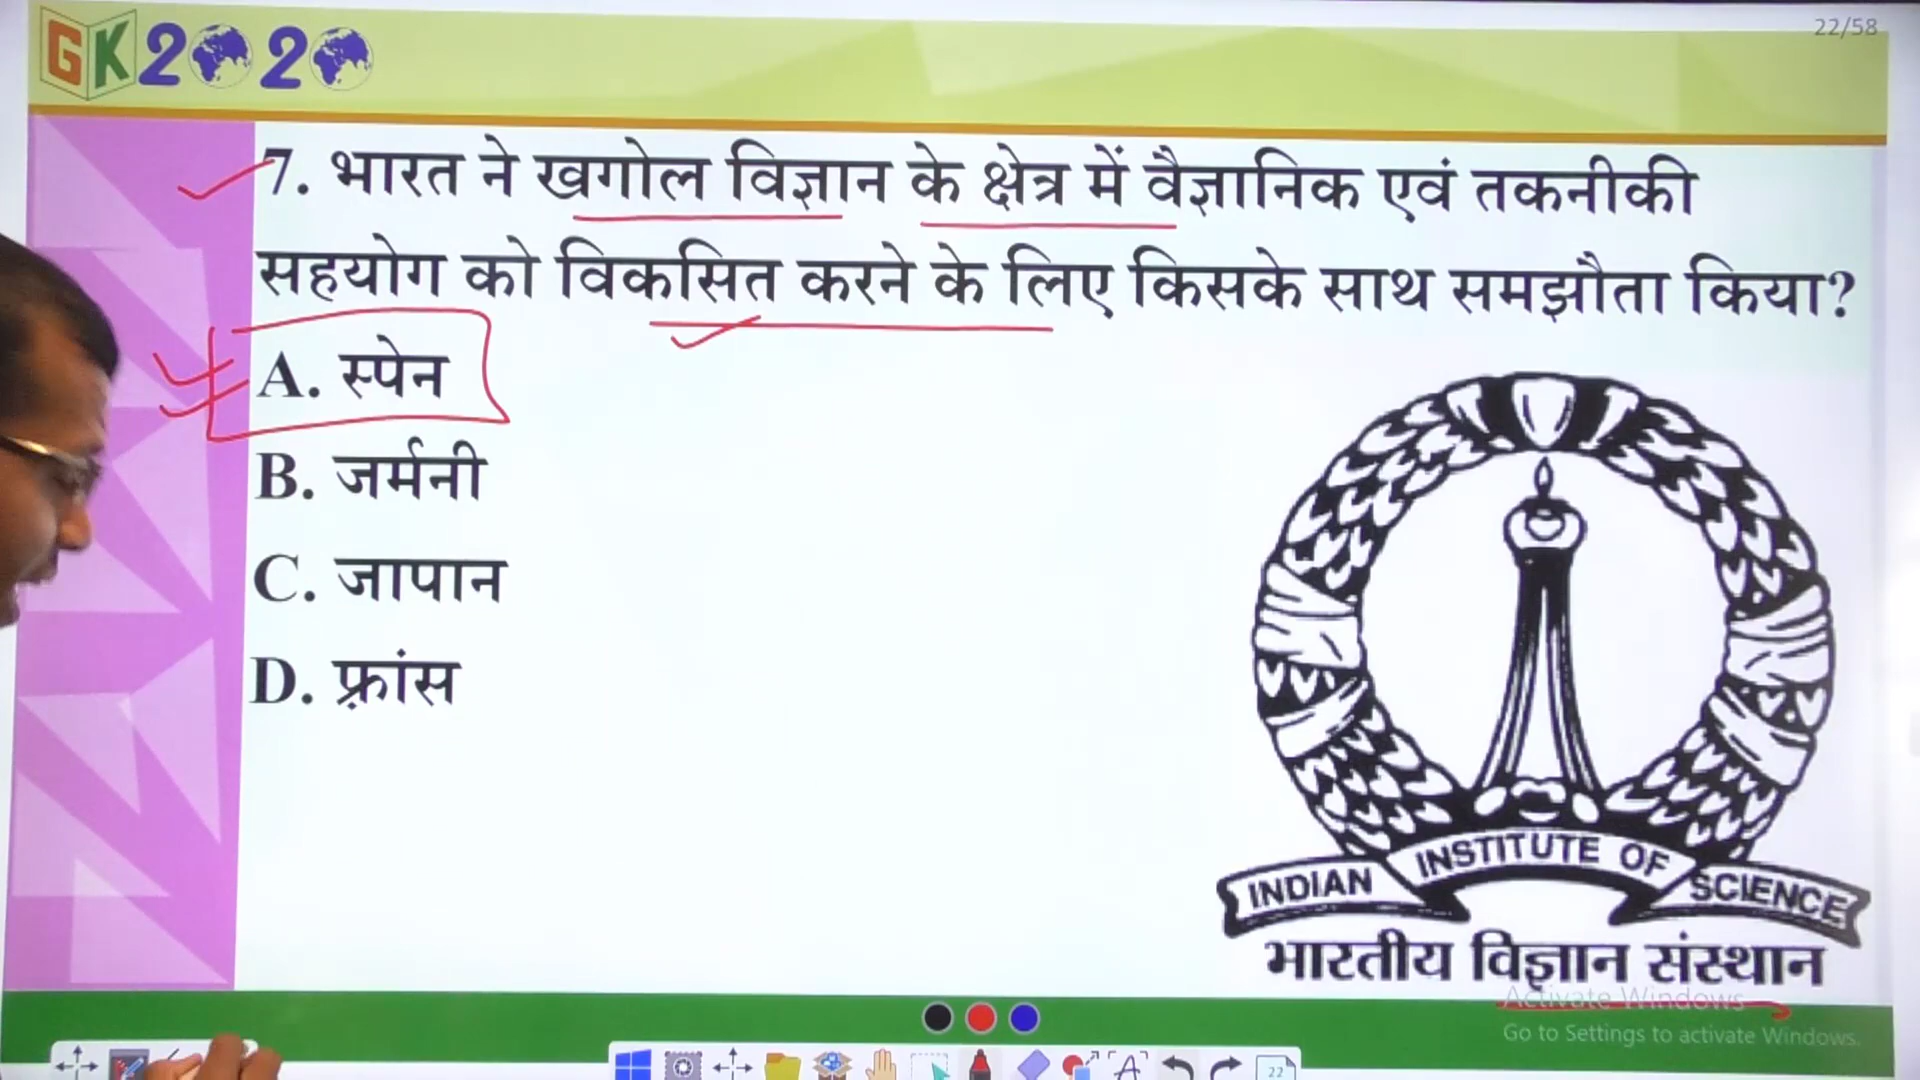 GK2020
22/58
7. भारत ने खगोल विज्ञान के क्षेत्र में वैज्ञानिक एवं तकनीकी
सहयोग को विकसित करने के लिए किसके साथ समझौता किया?
A. स्पेन
B. जर्मनी
C. जापान
D. फ़्रांस
INDIAN INSTITUTE OF SCIENCE
भारतीय विज्ञान संस्थान
Activate Windows
Go to Settings to activate Windows.
22